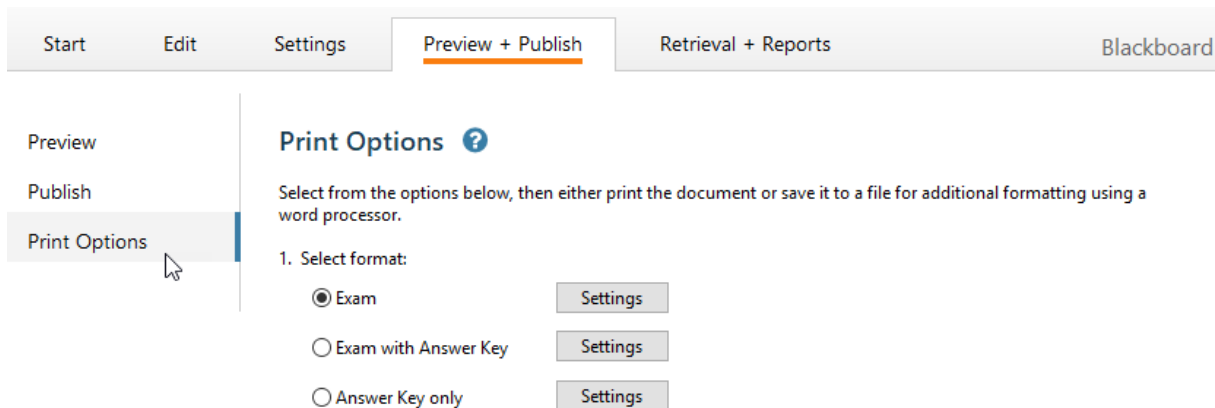 Start Edit Settings Preview + Publish Retrieval + Reports Blackboard
Preview
Publish
Print Options
Print Options ?
Select from the options below, then either print the document or save it to a file for additional formatting using a
word processor.
1. Select format:
Exam Settings
Exam with Answer Key Settings
Answer Key only Settings